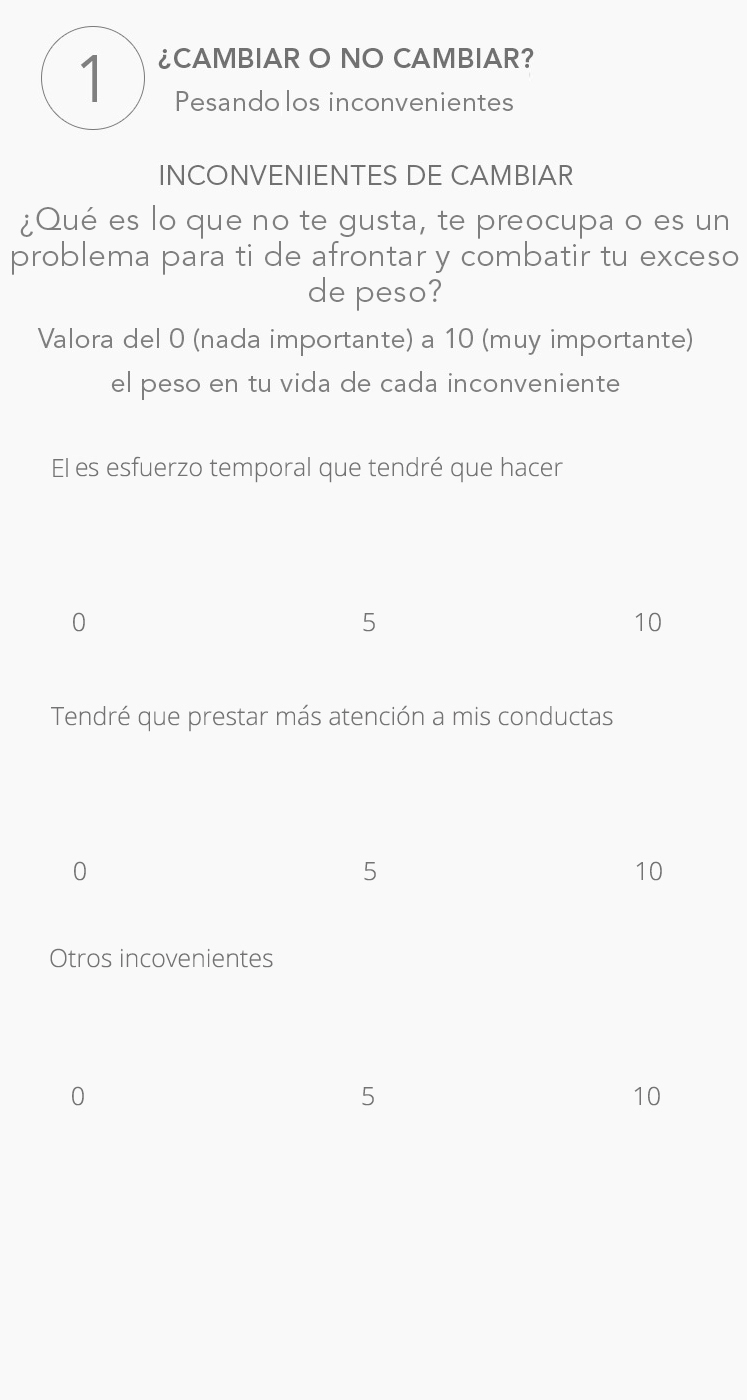 1
¿CAMBIAR O NO CAMBIAR?
Pesando los inconvenientes
INCONVENIENTES DE CAMBIAR
¿Qué es lo que no te gusta, te preocupa o es un
problema para ti de afrontar y combatir tu exceso
de peso?
Valora del 0 (nada importante) a 10 (muy importante)
el peso en tu vida de cada inconveniente
El es esfuerzo temporal que tendré que hacer
0 5 10
Tendré que prestar más atención a mis conductas
0 5 10
Otros incovenientes
0 5 10